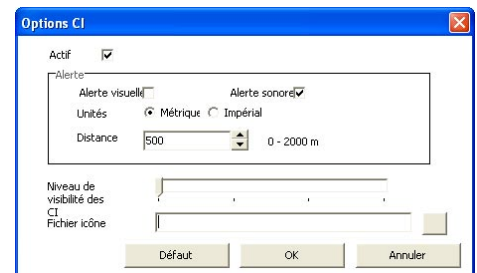 Options CI
Actif
Alerte
Alerte visuelle Alerte sonore
Unités Métrique Impérial
Distance 500 0 - 2000 m
Niveau de
visibilité des
CI
Fichier icône
Défaut OK Annuler